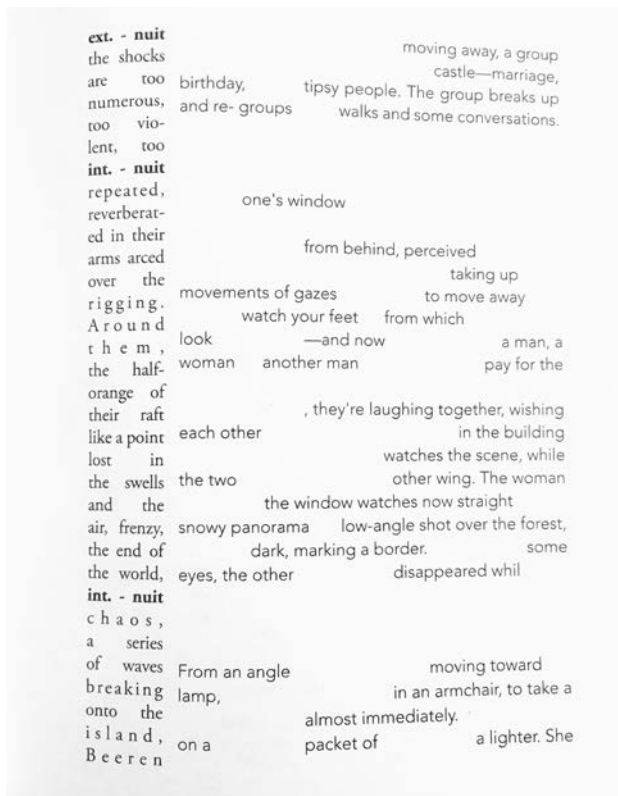 ext. - nuit
the shocks
are too
numerous,
too vio-
lent, too
int. - nuit
repeated,
reverberat-
ed in their
arms arced
over the
rigging.
Around
them,
the half-
orange of
their raft
like a point
lost in
the swells
and the
air, frenzy,
the end of
the world,
int. - nuit
chaos,
a series
of waves
breaking
onto the
island,
Beeren
moving away, a group
castle—marriage,
birthday, tipsy people. The group breaks up
and re- groups walks and some conversations.
one's window
from behind, perceived
taking up
movements of gazes to move away
watch your feet from which
look —and now a man, a
woman another man pay for the
, they're laughing together, wishing
each other in the building
watches the scene, while
the two other wing. The woman
the window watches now straight
snowy panorama low-angle shot over the forest,
dark, marking a border. some
eyes, the other disappeared whil
From an angle moving toward
lamp, in an armchair, to take a
almost immediately.
on a packet of a lighter. She